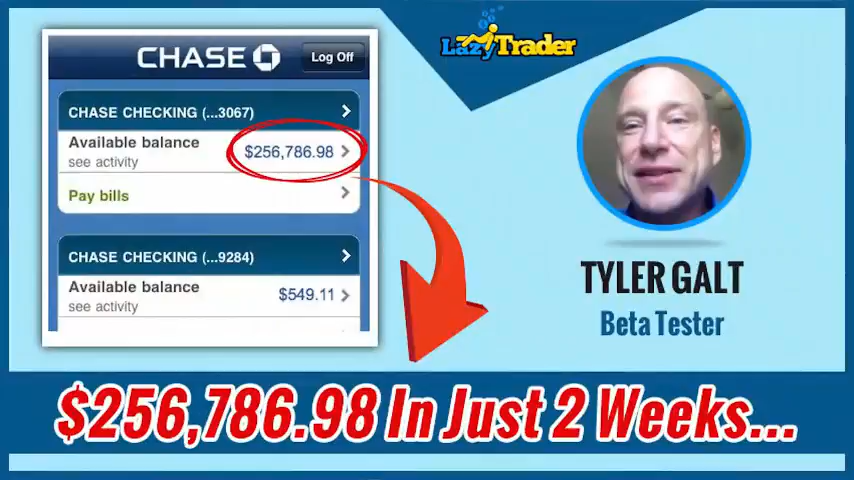 CHASE
Log Off
CHASE CHECKING (...3067)
Available balance
$256,786.98
see activity
Pay bills
CHASE CHECKING (...9284)
Available balance
$549.11
see activity
LazyTrader
TYLER GALT
Beta Tester
$256,786.98 In Just 2 Weeks...